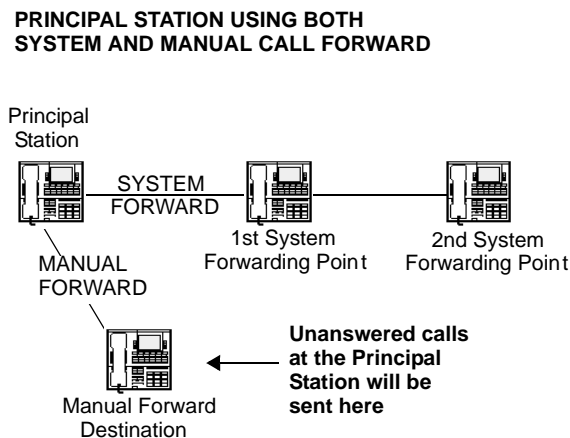 PRINCIPAL STATION USING BOTH
SYSTEM AND MANUAL CALL FORWARD
Principal
Station
SYSTEM
FORWARD
1st System
Forwarding Point
2nd System
Forwarding Point
MANUAL
FORWARD
Unanswered calls
at the Principal
Station will be
sent here
Manual Forward
Destination